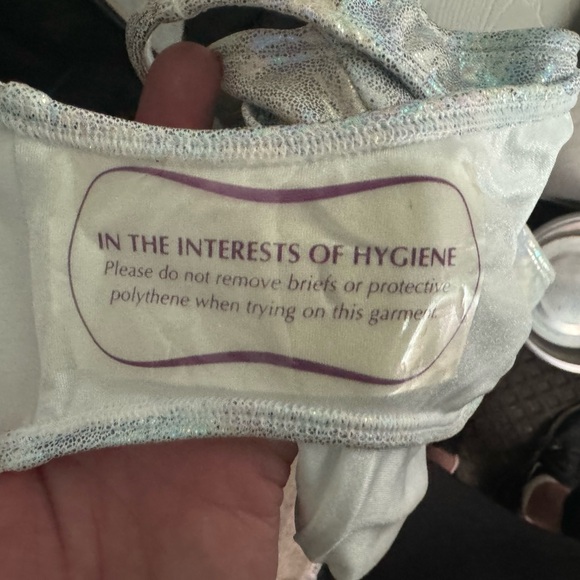 IN THE INTERESTS OF HYGIENE
Please do not remove briefs or protective
polythene when trying on this garment.